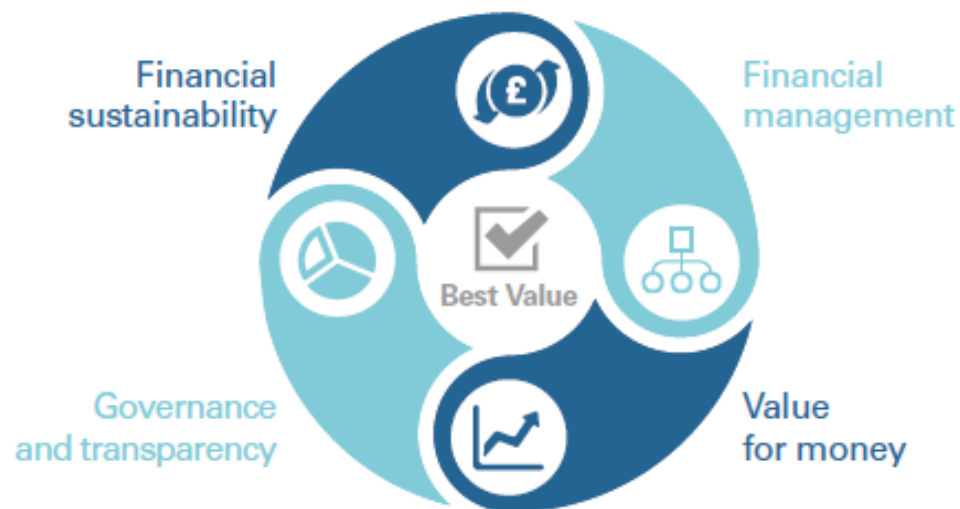 Financial
sustainability
£
Financial
management
Best Value
Governance
and transparency
Value
for money